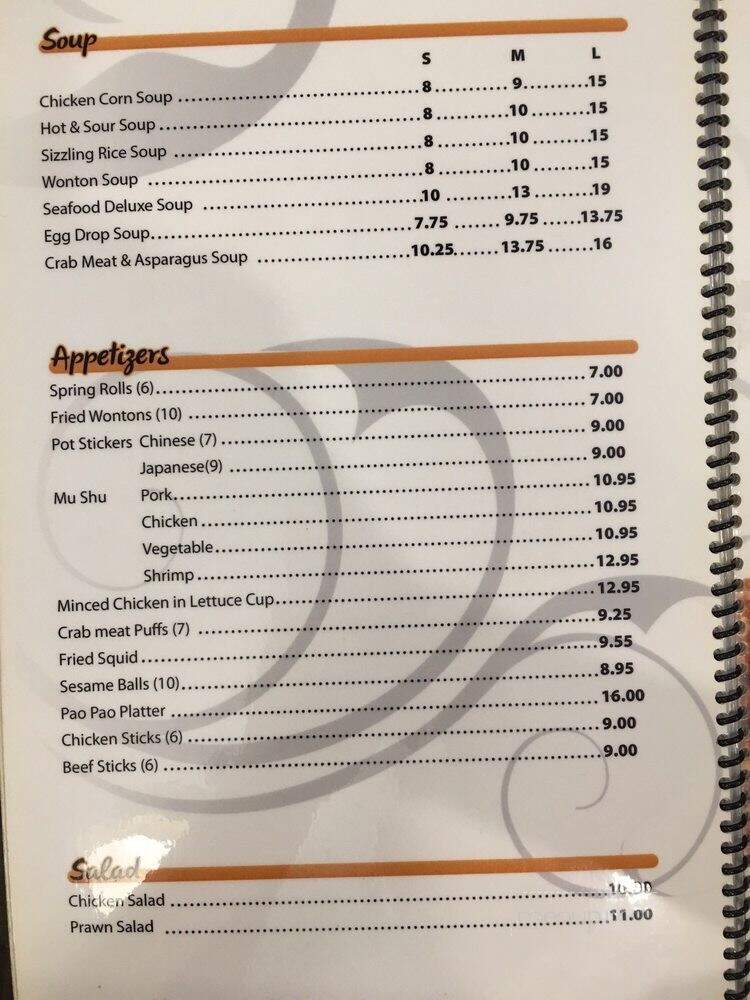 Soup
S M L
Chicken Corn Soup 8 9 15
Hot & Sour Soup 8 10 15
Sizzling Rice Soup 8 10 15
Wonton Soup 8 10 15
Seafood Deluxe Soup 10 13 19
Egg Drop Soup 7.75 9.75 13.75
Crab Meat & Asparagus Soup 10.25 13.75 16
Appetizers
Spring Rolls (6) 7.00
Fried Wontons (10) 7.00
Pot Stickers Chinese (7) 9.00
Japanese(9) 9.00
Mu Shu Pork 10.95
Chicken 10.95
Vegetable 10.95
Shrimp 12.95
Minced Chicken in Lettuce Cup 12.95
Crab meat Puffs (7) 9.25
Fried Squid 9.55
Sesame Balls (10) 8.95
Pao Pao Platter 16.00
Chicken Sticks (6) 9.00
Beef Sticks (6) 9.00
Salad
Chicken Salad
Prawn Salad 11.00